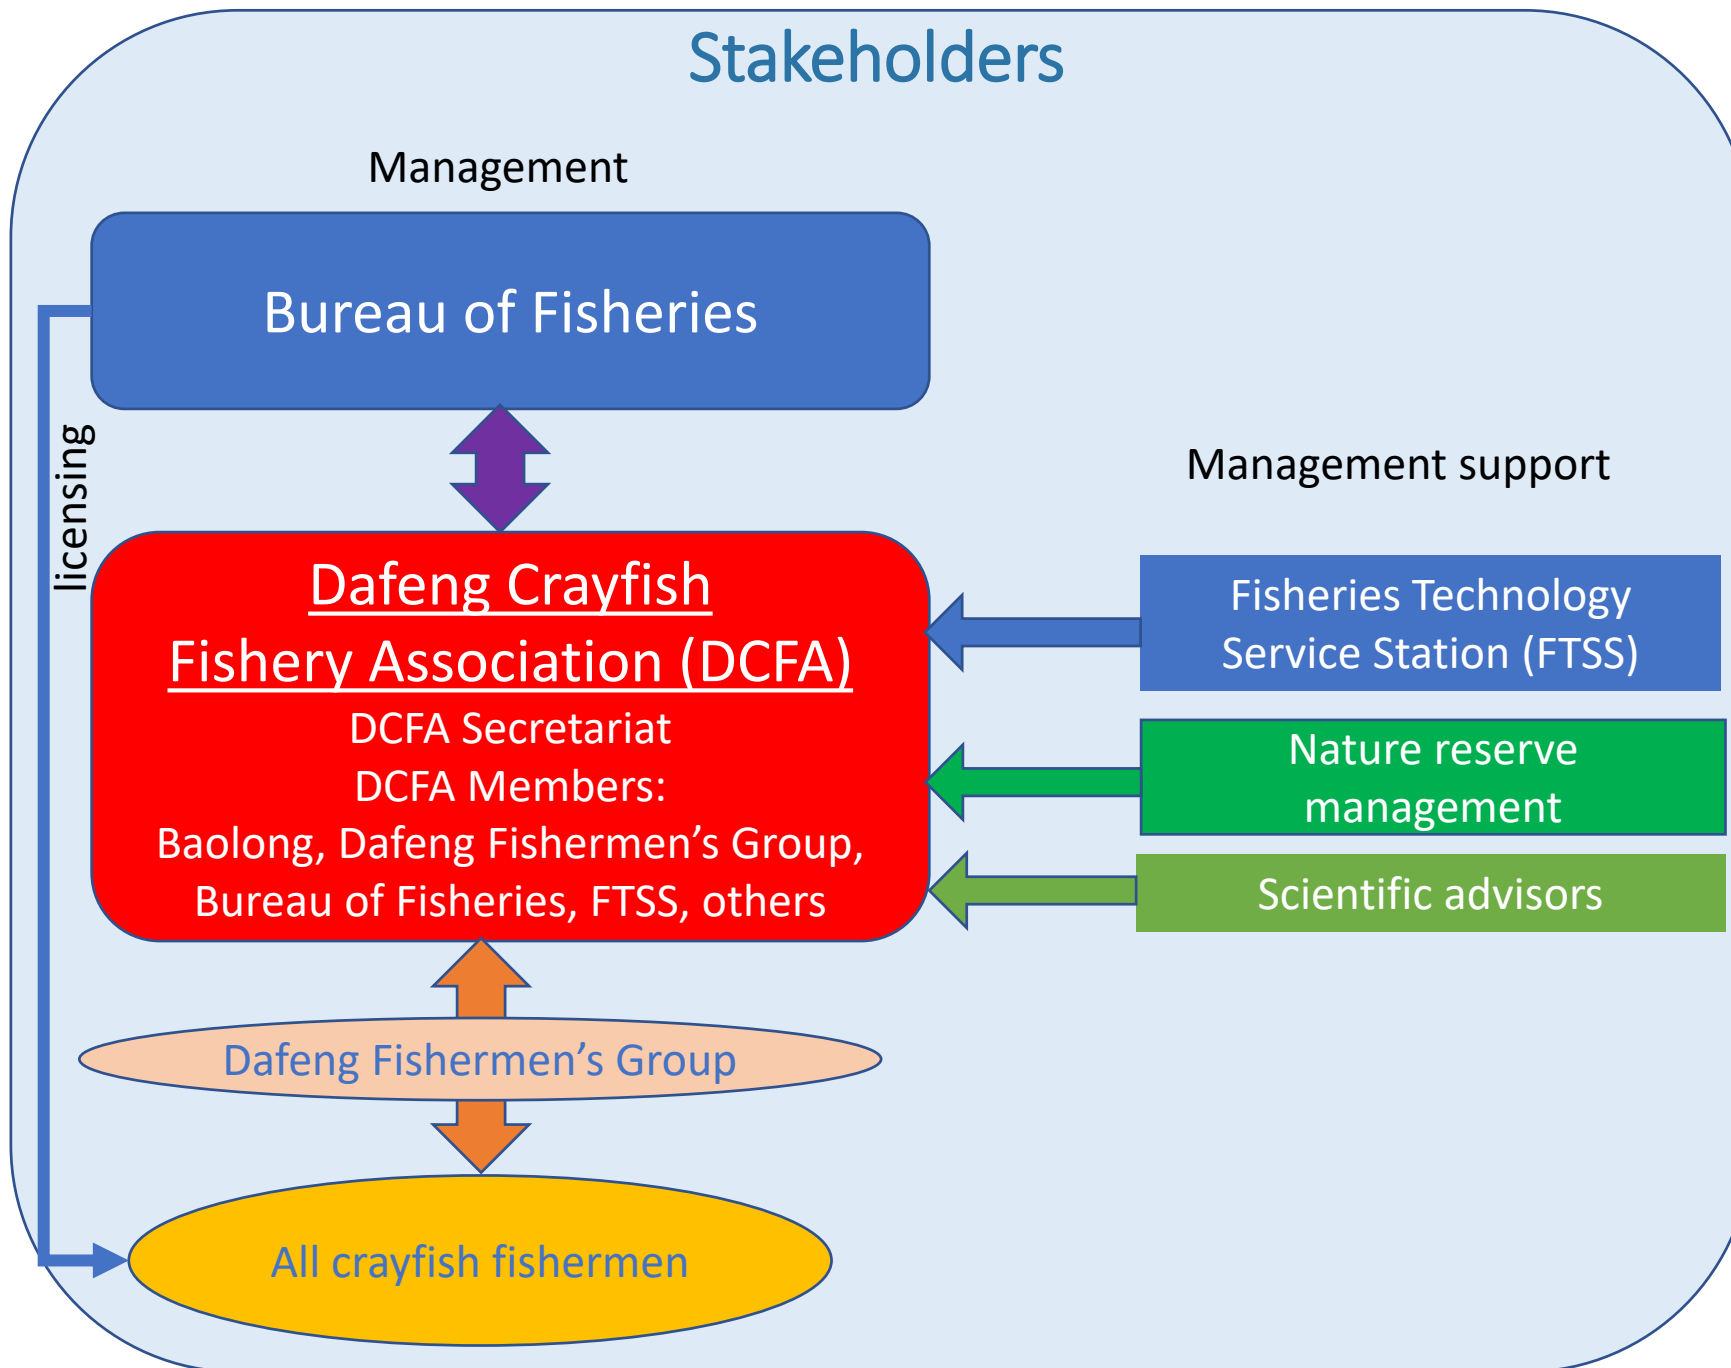 Stakeholders
Management
Bureau of Fisheries
licensing
Management support
Dafeng Crayfish
Fishery Association (DCFA)
DCFA Secretariat
DCFA Members:
Baolong, Dafeng Fishermen’s Group,
Bureau of Fisheries, FTSS, others
Fisheries Technology
Service Station (FTSS)
Nature reserve
management
Scientific advisors
Dafeng Fishermen’s Group
All crayfish fishermen